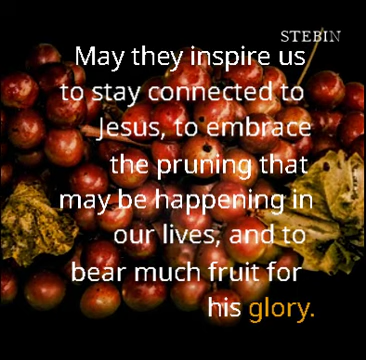 STEBIN
May they inspire us
to stay connected to
Jesus, to embrace
the pruning that
may be happening in
our lives, and to
bear much fruit for
his glory.